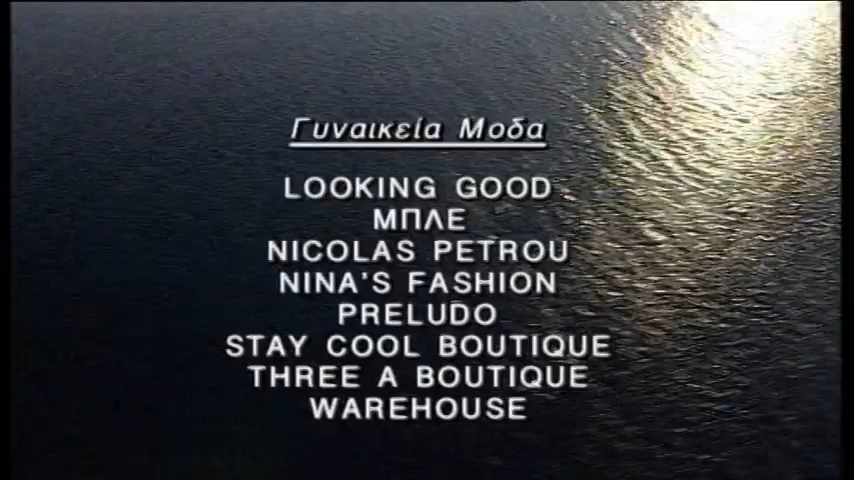 Γυναικεία Μοδα
LOOKING GOOD
ΜΠΛΕ
NICOLAS PETROU
NINA'S FASHION
PRELUDO
STAY COOL BOUTIQUE
THREE A BOUTIQUE
WAREHOUSE